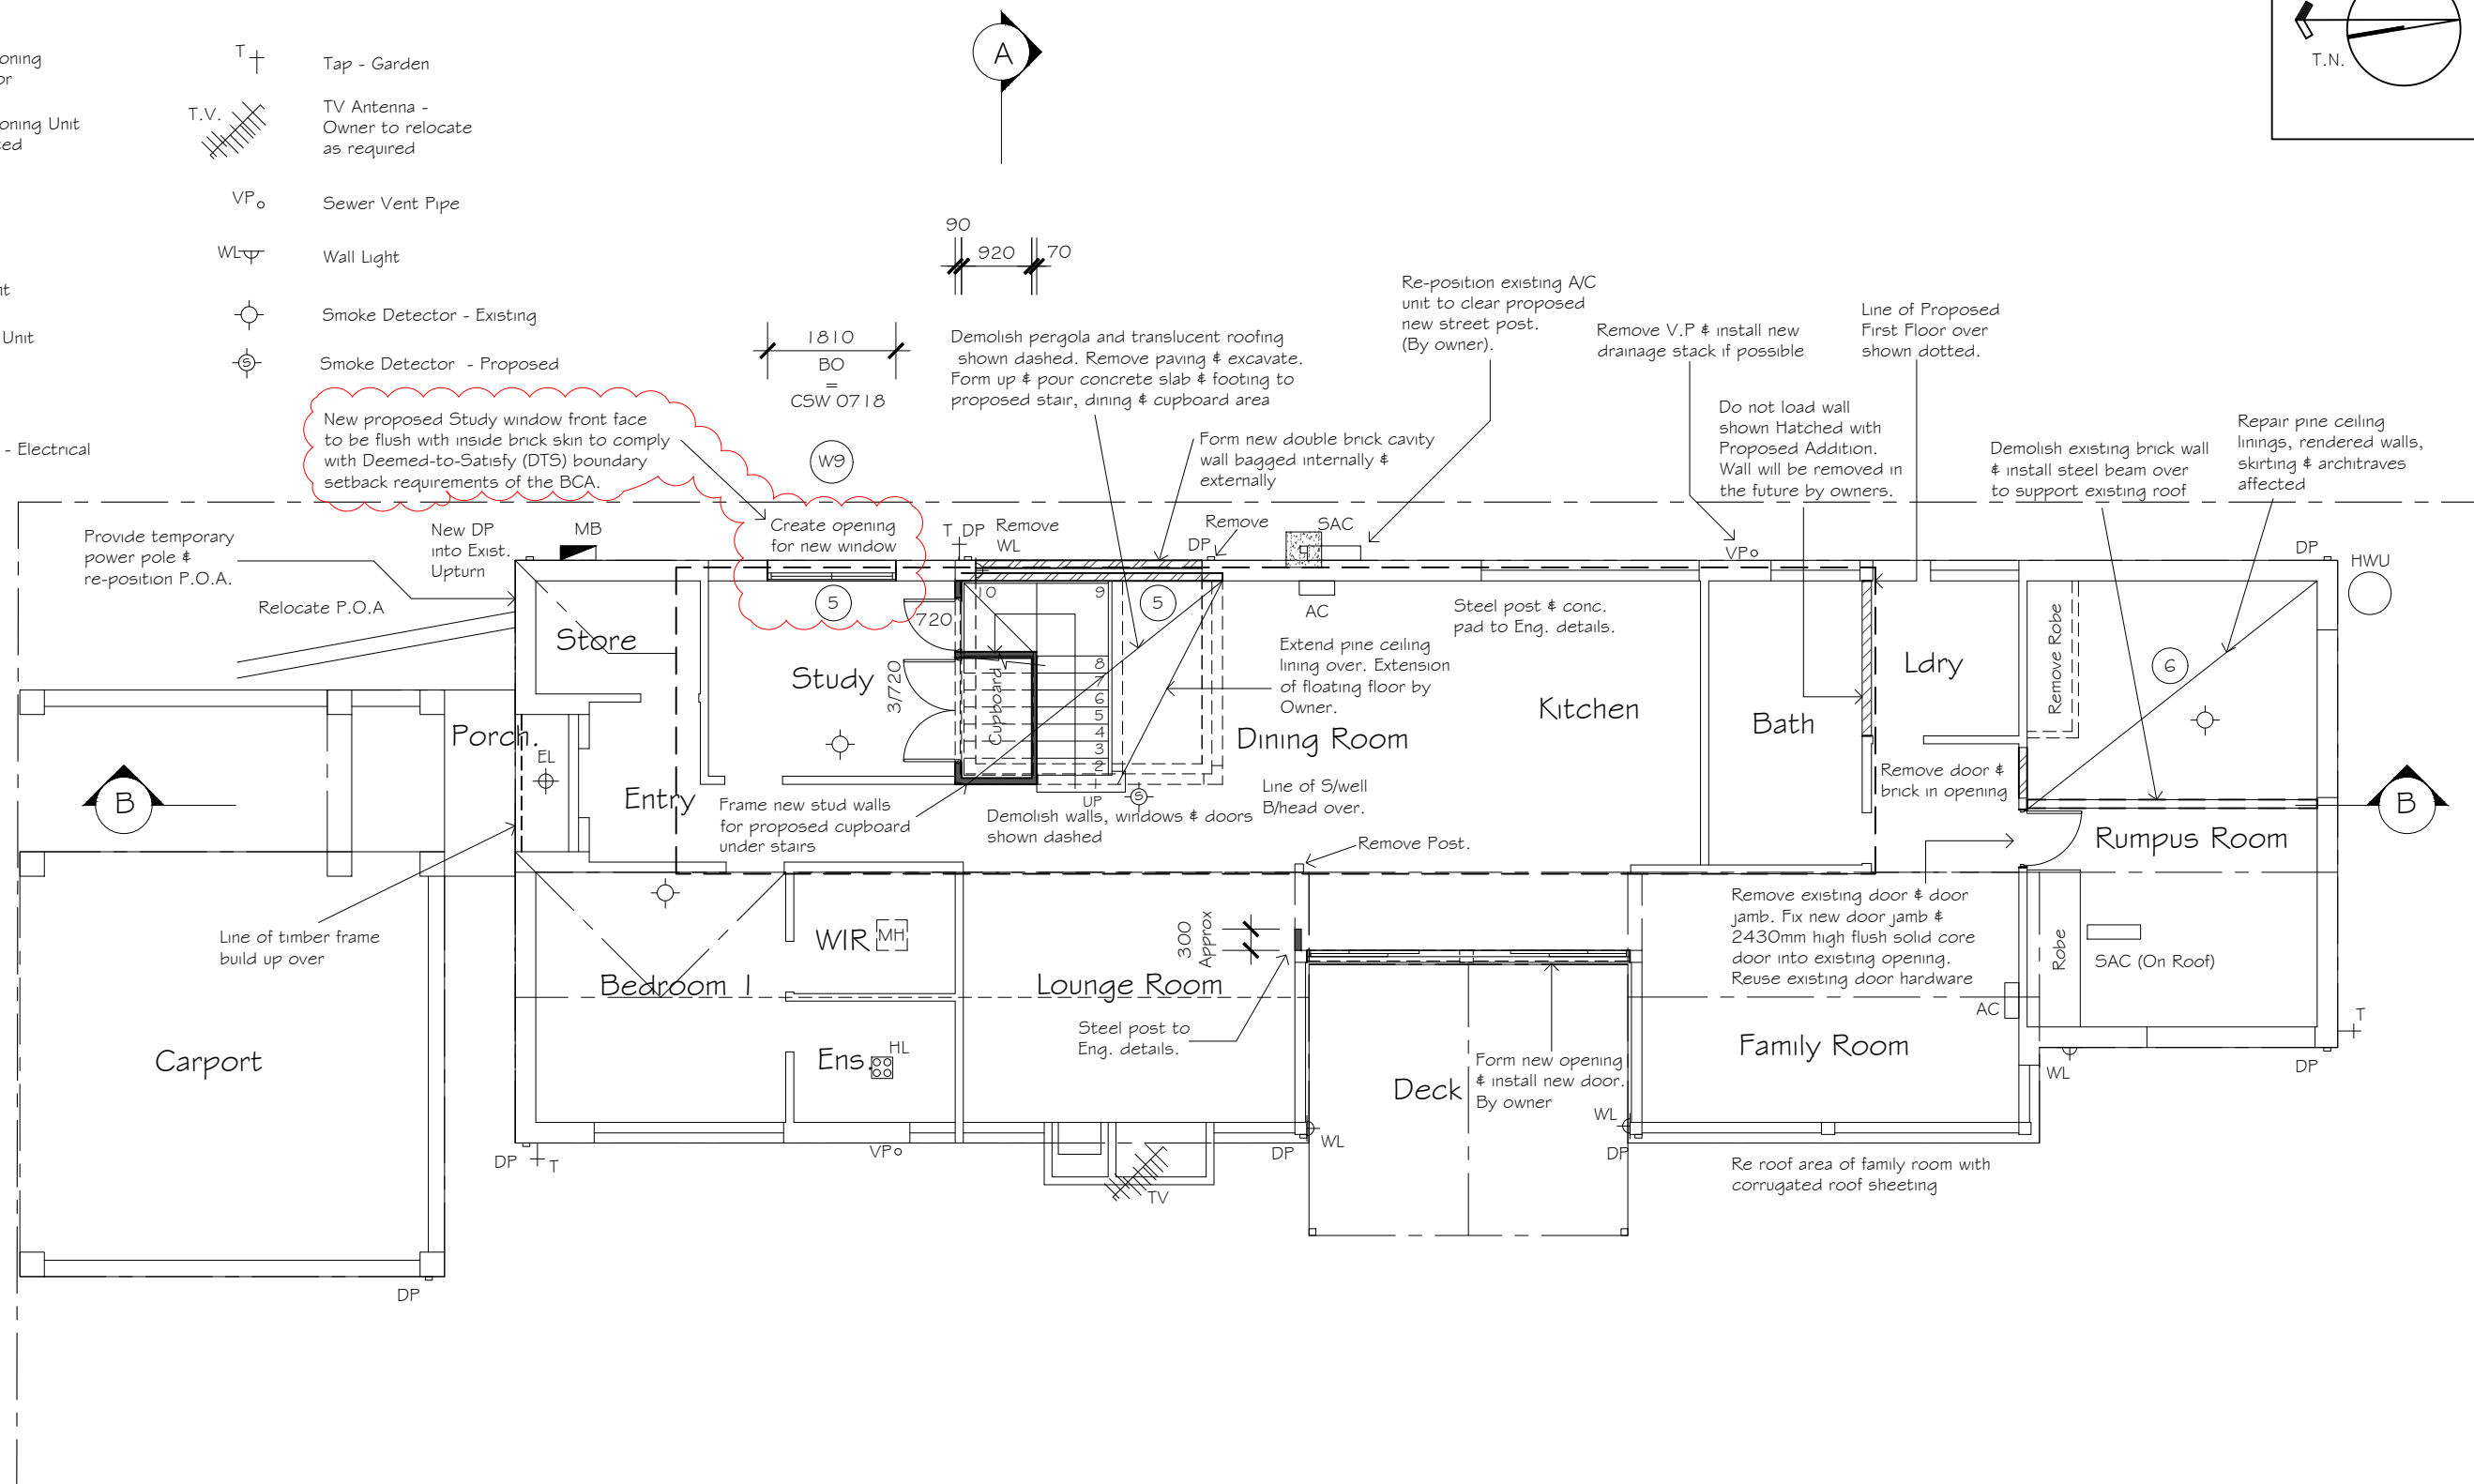 T
Tap - Garden
T.V.
TV Antenna -
Owner to relocate
as required
VP
Sewer Vent Pipe
WL
Wall Light
Smoke Detector - Existing
S
Smoke Detector - Proposed
Unit
- Electrical
A
T.N.
90
920
70
1810
BO
=
CSW 0718
W9
New proposed Study window front face
to be flush with inside brick skin to comply
with Deemed-to-Satisfy (DTS) boundary
setback requirements of the BCA.
Demolish pergola and translucent roofing
shown dashed. Remove paving & excavate.
Form up & pour concrete slab & footing to
proposed stair, dining & cupboard area
Form new double brick cavity
wall bagged internally &
externally
Re-position existing A/C
unit to clear proposed
new street post.
(By owner).
Remove V.P & install new
drainage stack if possible
Line of Proposed
First Floor over
shown dotted.
Do not load wall
shown Hatched with
Proposed Addition.
Wall will be removed in
the future by owners.
Demolish existing brick wall
& install steel beam over
to support existing roof
Repair pine ceiling
linings, rendered walls,
skirting & architraves
affected
Provide temporary
power pole &
re-position P.O.A.
New DP
into Exist.
Upturn
MB
Create opening
for new window
T DP
Remove
WL
Remove
DP
SAC
VP
DP
HWU
Relocate P.O.A
5
720
10
9
5
AC
Steel post & conc.
pad to Eng. details.
Store
Study
3/720
Cupboard
8
7
6
5
4
3
2
UP
S
Extend pine ceiling
lining over. Extension
of floating floor by
Owner.
Dining Room
Kitchen
Bath
Ldry
Remove Robe
6
Porch.
EL
B
Entry
Frame new stud walls
for proposed cupboard
under stairs
Demolish walls, windows & doors
shown dashed
Line of S/well
B/head over.
Remove Post.
Remove door &
brick in opening
Rumpus Room
B
Line of timber frame
build up over
WIR
MH
Bedroom 1
Lounge Room
300
Approx
Remove existing door & door
jamb. Fix new door jamb &
2430mm high flush solid core
door into existing opening.
Reuse existing door hardware
Robe
SAC (On Roof)
AC
Carport
Ens.
HL
Steel post to
Eng. details.
Deck
Form new opening
& install new door.
By owner
Family Room
T
WL
DP
WL
WL
DP
DP
DP
T
VP
TV
Re roof area of family room with
corrugated roof sheeting
DP